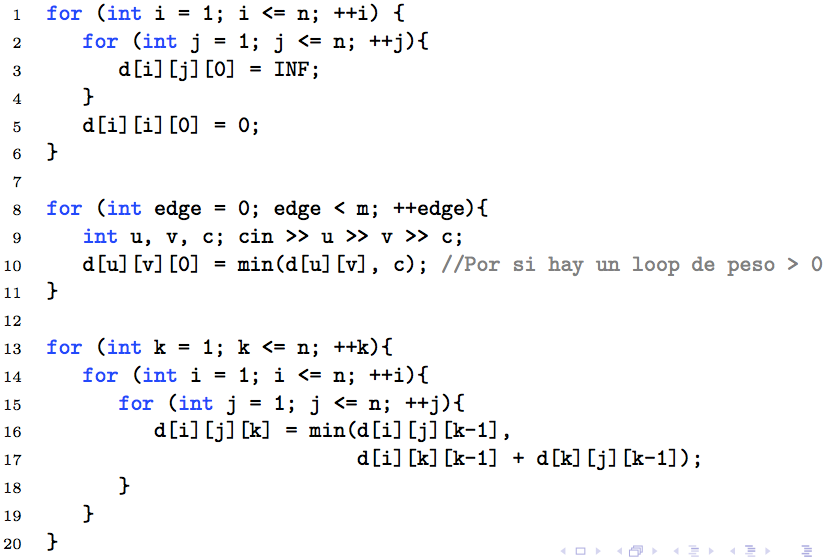 1 for (int i = 1; i <= n; ++i) {
2 for (int j = 1; j <= n; ++j){
3 d[i][j][0] = INF;
4 }
5 d[i][i][0] = 0;
6 }
7
8 for (int edge = 0; edge < m; ++edge){
9 int u, v, c; cin >> u >> v >> c;
10 d[u][v][0] = min(d[u][v], c); //Por si hay un loop de peso > 0
11 }
12
13 for (int k = 1; k <= n; ++k){
14 for (int i = 1; i <= n; ++i){
15 for (int j = 1; j <= n; ++j){
16 d[i][j][k] = min(d[i][j][k-1],
17 d[i][k][k-1] + d[k][j][k-1]);
18 }
19 }
20 }